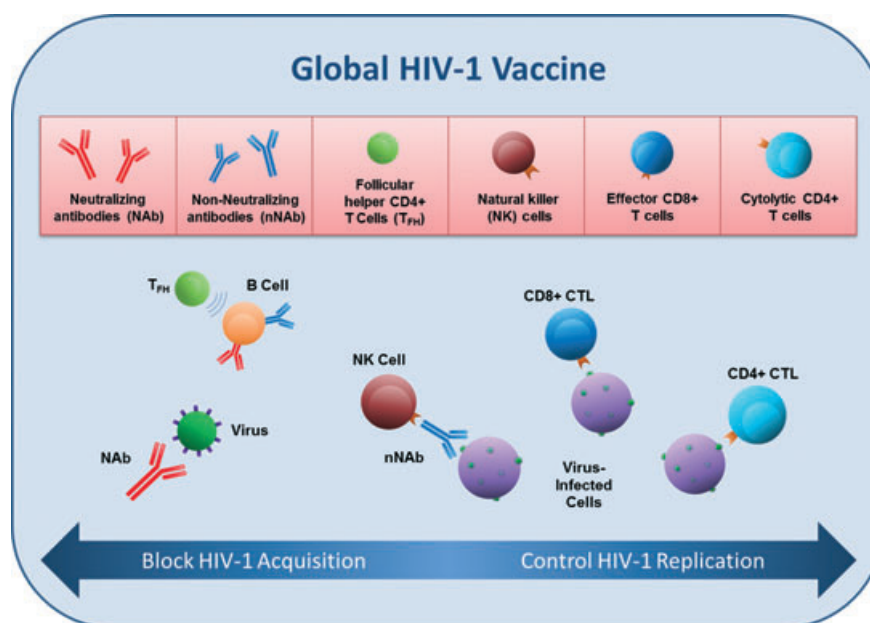 Global HIV-1 Vaccine
Neutralizing
antibodies (NAb)
Non-Neutralizing
antibodies (nNAb)
Follicular
helper CD4+
T Cells (TFH)
Natural killer
(NK) cells
Effector CD8+
T cells
Cytolytic CD4+
T cells
TFH
B Cell
CD8+ CTL
NK Cell
CD4+ CTL
Virus
NAb
nNAb
Virus-
Infected
Cells
Block HIV-1 Acquisition
Control HIV-1 Replication